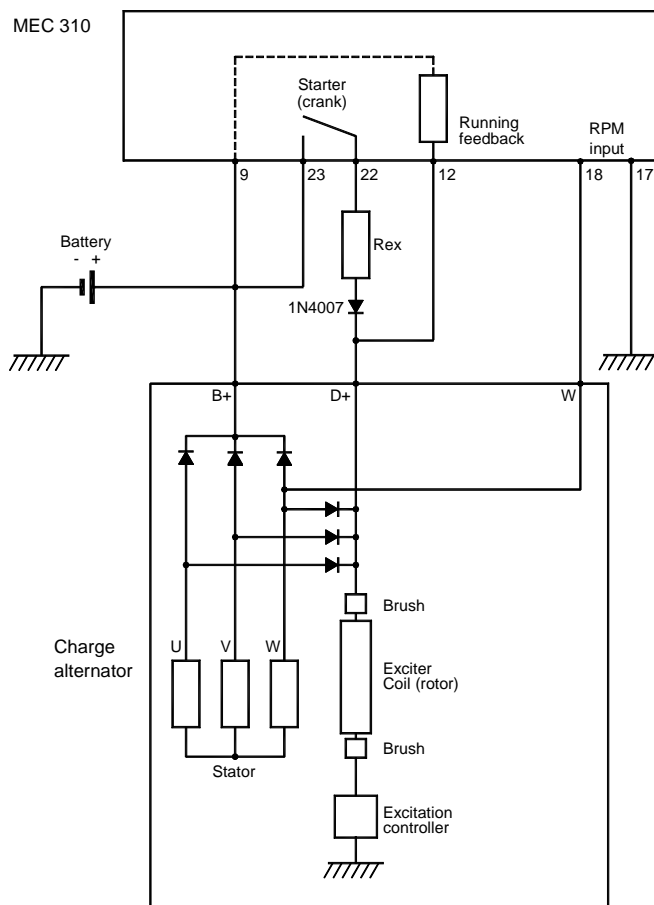 MEC 310
Starter
(crank)
Running
feedback
RPM
input
9
23
22
12
18
17
Battery
- +
Rex
1N4007
B+
D+
W
Charge
alternator
U
V
W
Stator
Brush
Exciter
Coil (rotor)
Brush
Excitation
controller